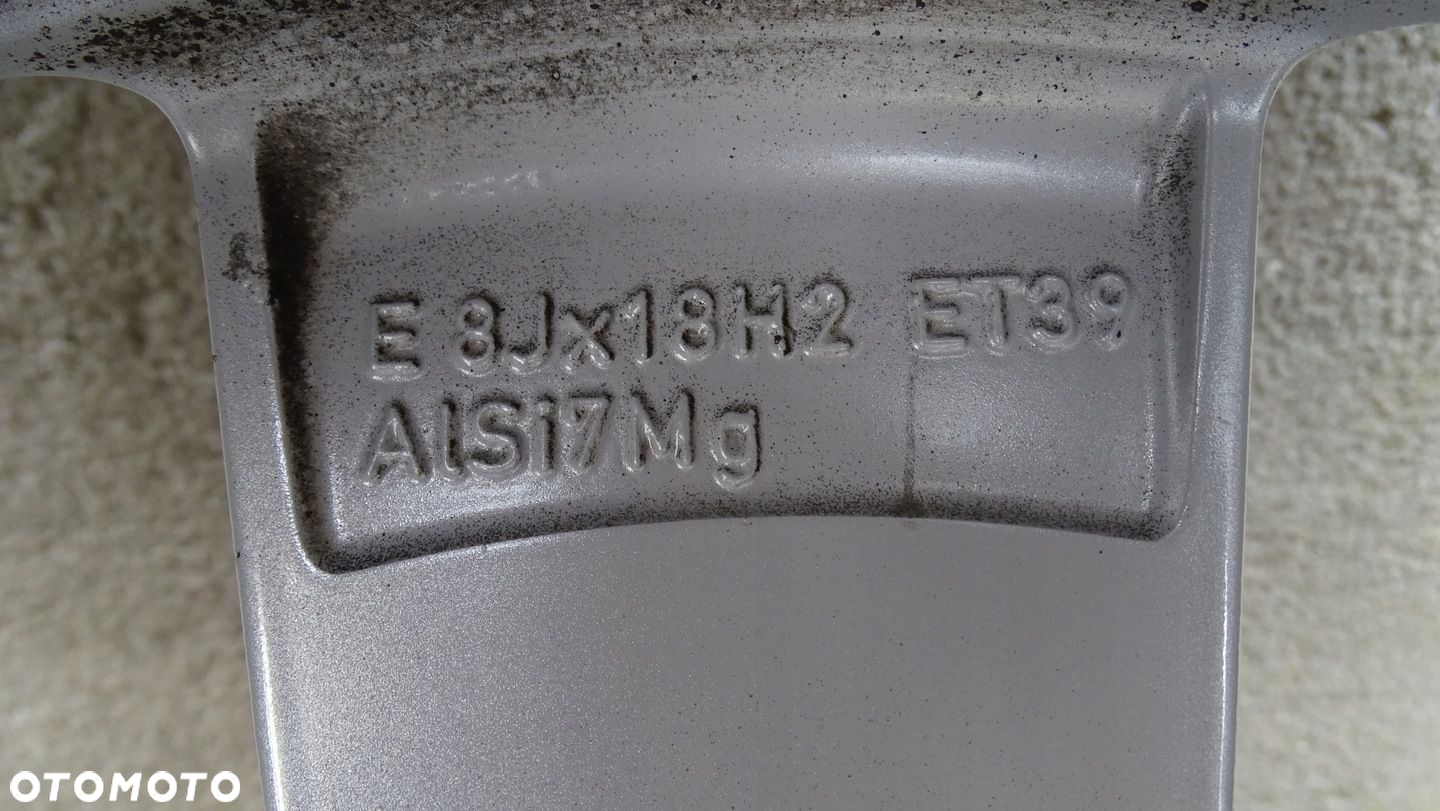 E 8Jx18H2 ET39
AlSi7Mg
OTOMOTO